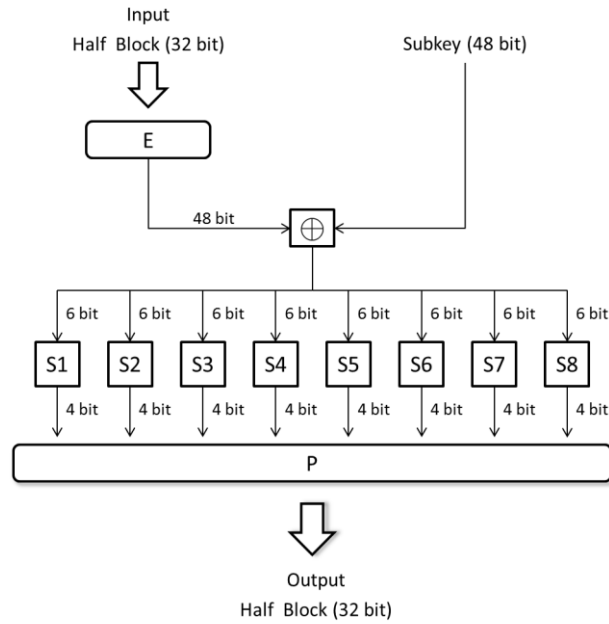 Input
Half Block (32 bit)
Subkey (48 bit)
E
48 bit
6 bit 6 bit 6 bit 6 bit 6 bit 6 bit 6 bit 6 bit
S1 S2 S3 S4 S5 S6 S7 S8
4 bit 4 bit 4 bit 4 bit 4 bit 4 bit 4 bit 4 bit
P
Output
Half Block (32 bit)